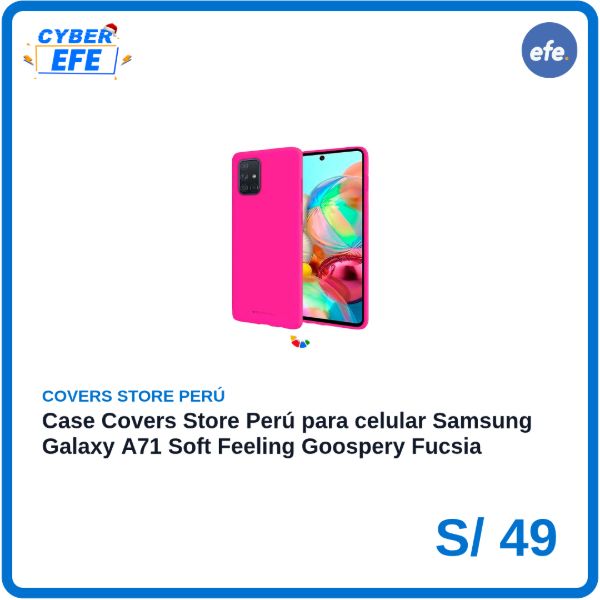 CYBER
EFE
efe.
COVERS STORE PERÚ
Case Covers Store Perú para celular Samsung
Galaxy A71 Soft Feeling Goospery Fucsia
S/ 49